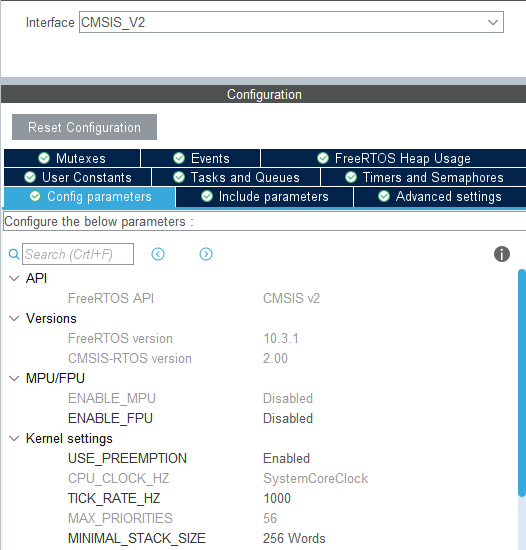 Interface CMSIS_V2
Configuration
Reset Configuration
Mutexes Events FreeRTOS Heap Usage
User Constants Tasks and Queues Timers and Semaphores
Config parameters Include parameters Advanced settings
Configure the below parameters :
Search (Crtl+F)
API
FreeRTOS API CMSIS v2
Versions
FreeRTOS version 10.3.1
CMSIS-RTOS version 2.00
MPU/FPU
ENABLE_MPU Disabled
ENABLE_FPU Disabled
Kernel settings
USE_PREEMPTION Enabled
CPU_CLOCK_HZ SystemCoreClock
TICK_RATE_HZ 1000
MAX_PRIORITIES 56
MINIMAL_STACK_SIZE 256 Words